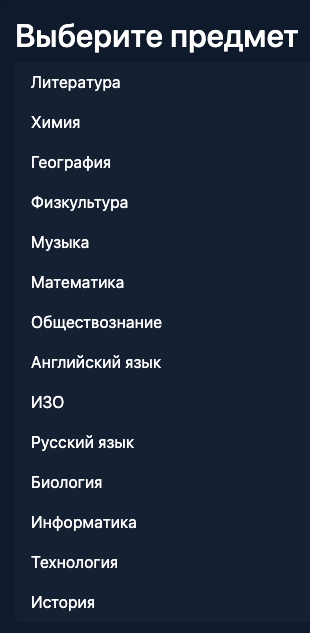 Выберите предмет
Литература
Химия
География
Физкультура
Музыка
Математика
Обществознание
Английский язык
ИЗО
Русский язык
Биология
Информатика
Технология
История